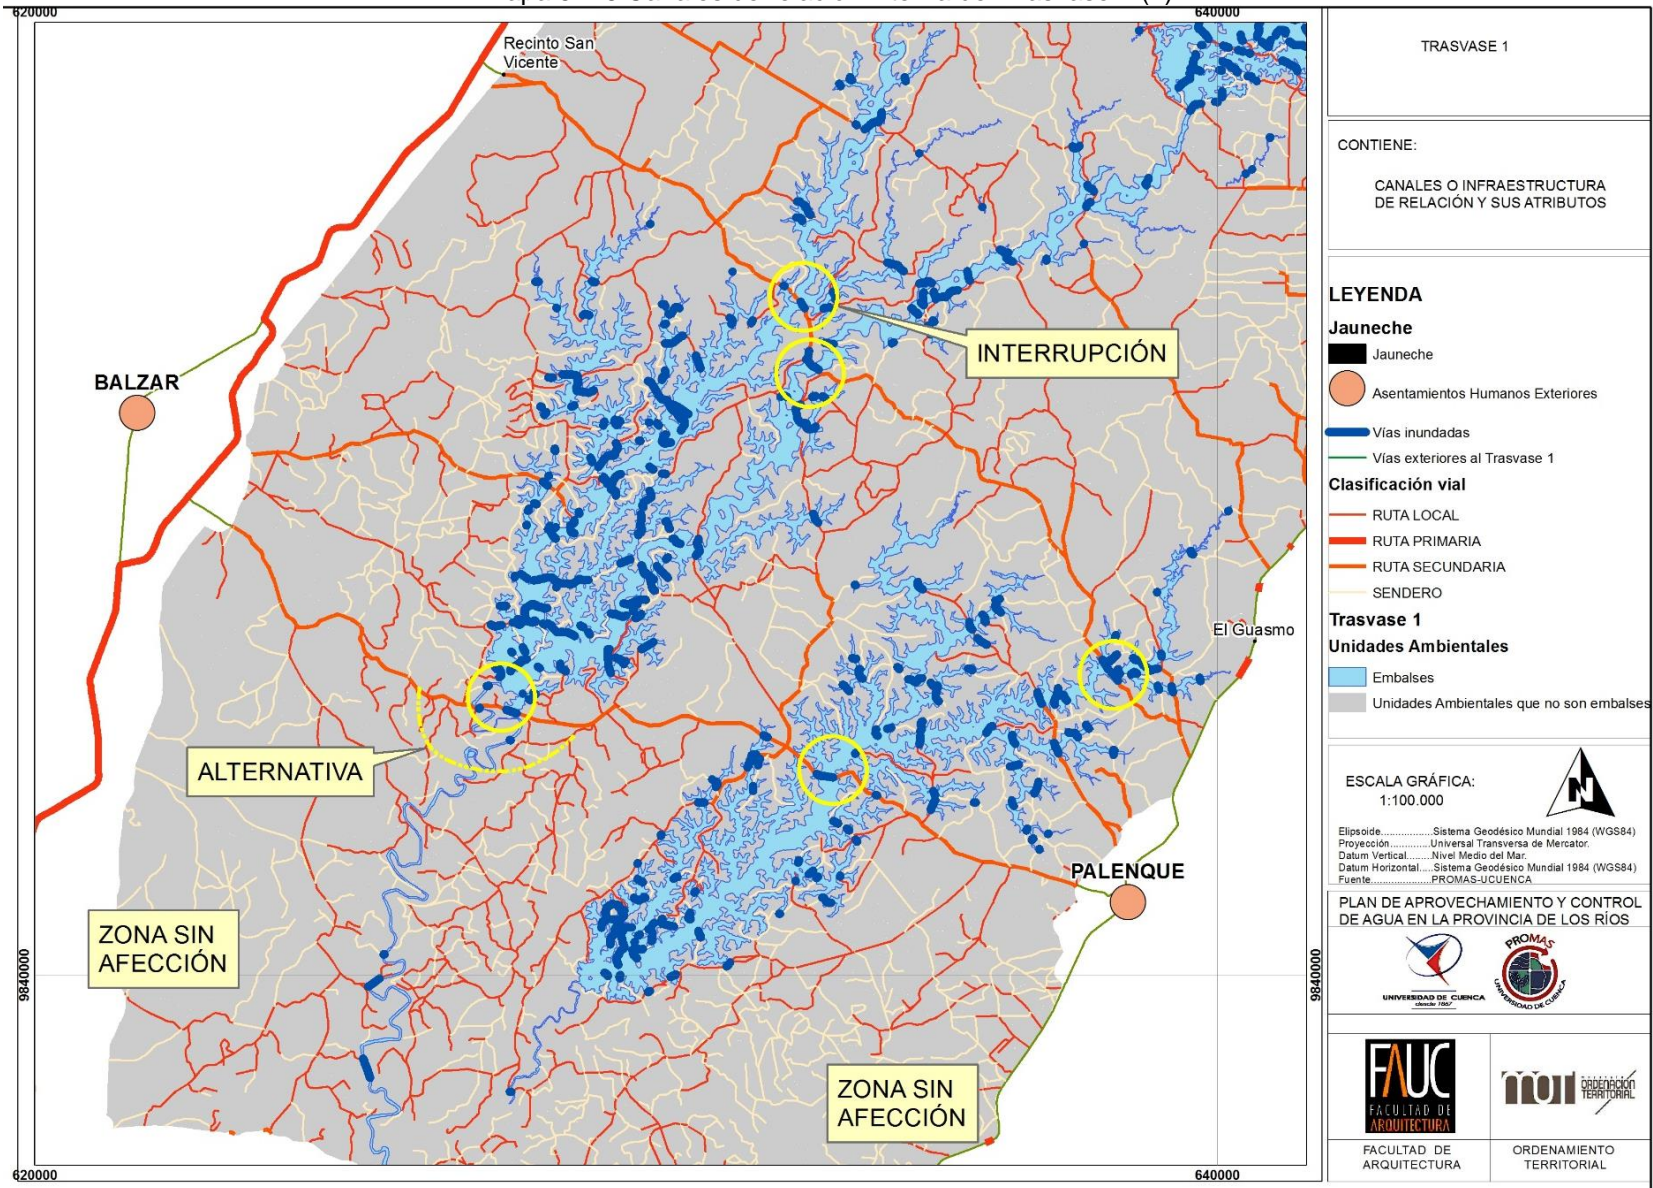 620000
640000
Recinto San
Vicente
BALZAR
INTERRUPCIÓN
El Guasmo
ALTERNATIVA
PALENQUE
ZONA SIN
AFECCIÓN
ZONA SIN
AFECCIÓN
9840000
9840000
620000
640000
TRASVASE 1
CONTIENE:
CANALES O INFRAESTRUCTURA
DE RELACIÓN Y SUS ATRIBUTOS
LEYENDA
Jauneche
Jauneche
Asentamientos Humanos Exteriores
Vías inundadas
Vías exteriores al Trasvase 1
Clasificación vial
RUTA LOCAL
RUTA PRIMARIA
RUTA SECUNDARIA
SENDERO
Trasvase 1
Unidades Ambientales
Embalses
Unidades Ambientales que no son embalses
ESCALA GRÁFICA:
1:100.000
N
Elipsoide.................Sistema Geodésico Mundial 1984 (WGS84)
Proyección.............Universal Transversa de Mercator.
Datum Vertical........Nivel Medio del Mar.
Datum Horizontal....Sistema Geodésico Mundial 1984 (WGS84)
Fuente....................PROMAS-UCUENCA
PLAN DE APROVECHAMIENTO Y CONTROL
DE AGUA EN LA PROVINCIA DE LOS RÍOS
UNIVERSIDAD DE CUENCA
desde 1867
PROMAS
UNIVERSIDAD DE CUENCA
FAUC
FACULTAD DE
ARQUITECTURA
MOT
ORDENACIÓN
TERRITORIAL
FACULTAD DE
ARQUITECTURA
ORDENAMIENTO
TERRITORIAL